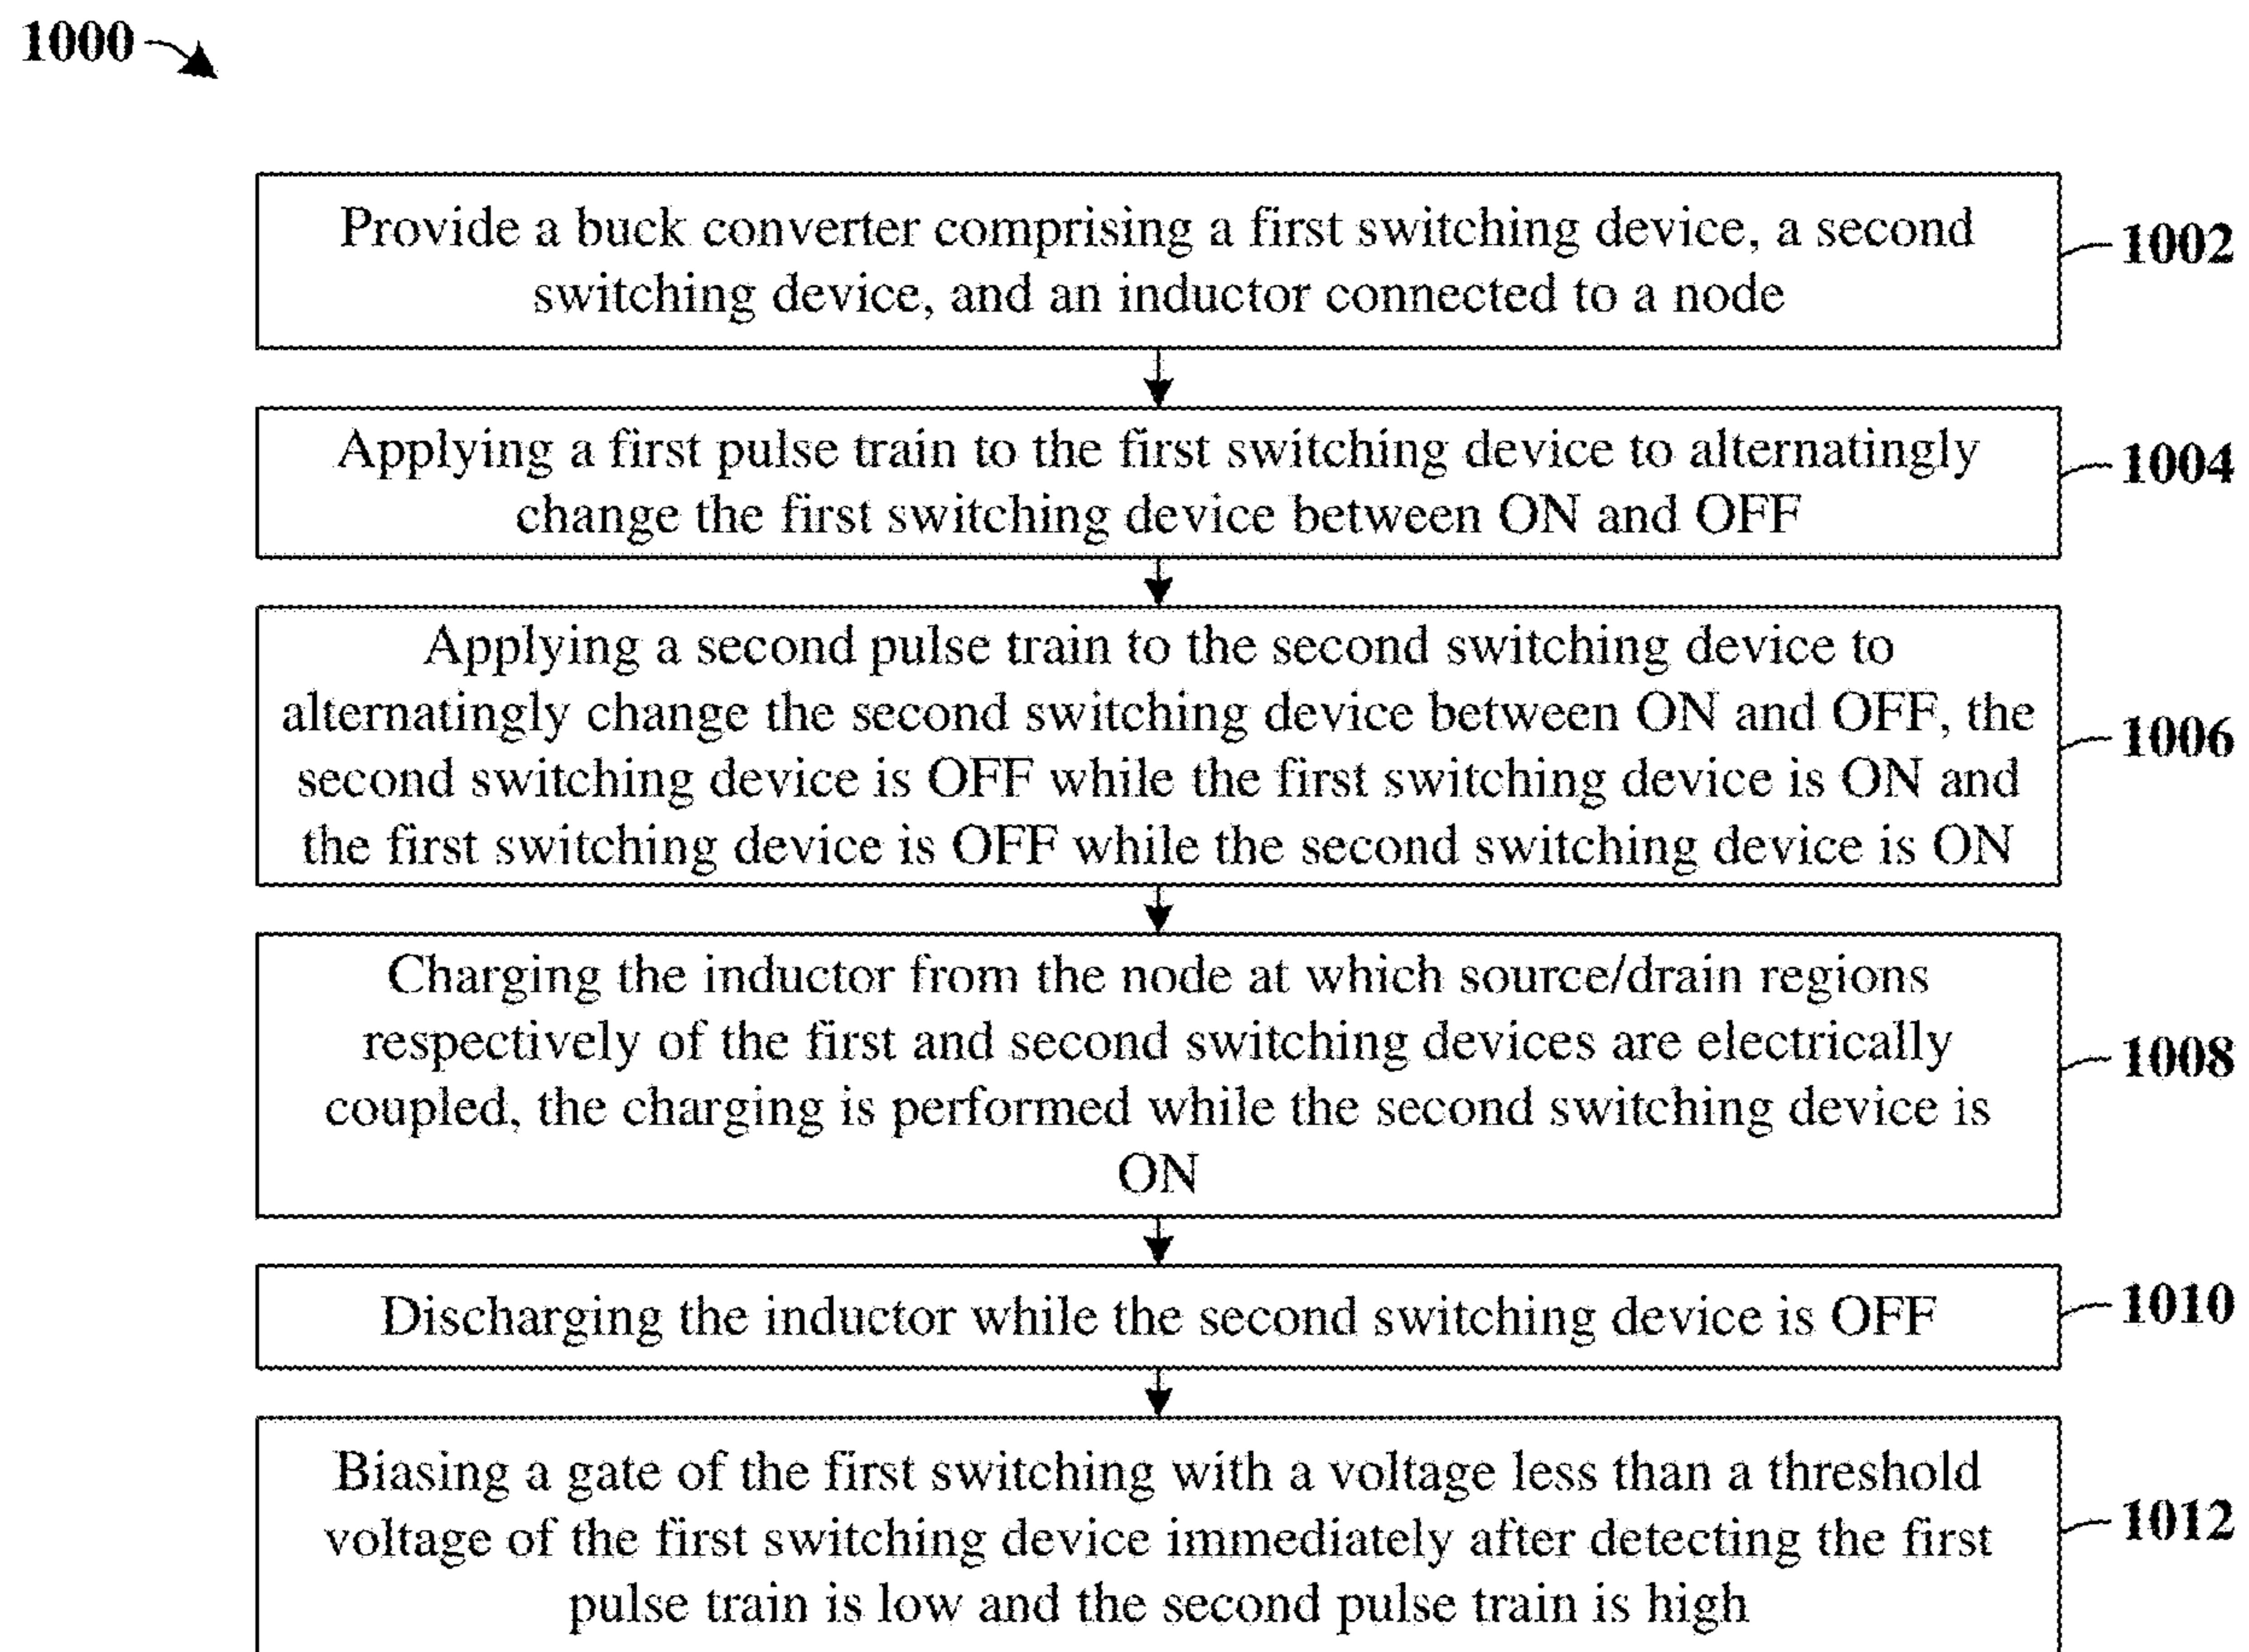 1000
Provide a buck converter comprising a first switching device, a second
switching device, and an inductor connected to a node
1002
Applying a first pulse train to the first switching device to alternatingly
change the first switching device between ON and OFF
1004
Applying a second pulse train to the second switching device to
alternatingly change the second switching device between ON and OFF, the
second switching device is OFF while the first switching device is ON and
the first switching device is OFF while the second switching device is ON
1006
Charging the inductor from the node at which source/drain regions
respectively of the first and second switching devices are electrically
coupled, the charging is performed while the second switching device is
ON
1008
Discharging the inductor while the second switching device is OFF
1010
Biasing a gate of the first switching with a voltage less than a threshold
voltage of the first switching device immediately after detecting the first
pulse train is low and the second pulse train is high
1012